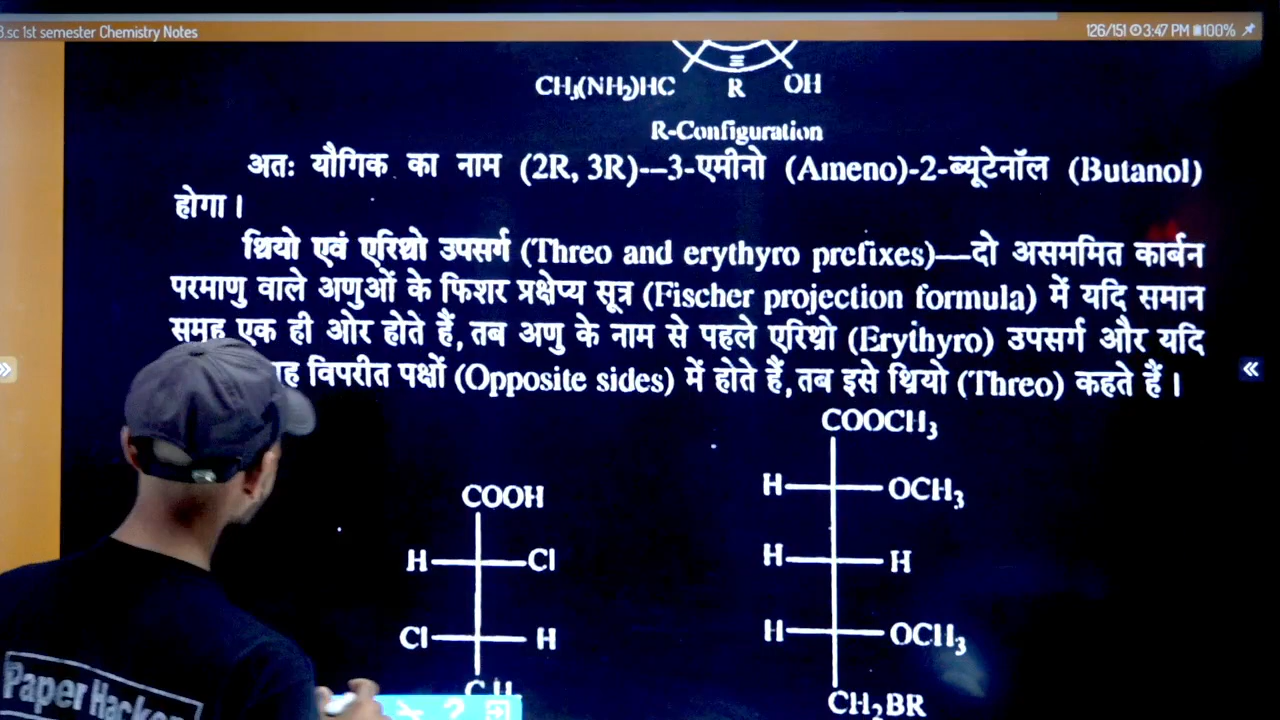 B.sc 1st semester Chemistry Notes
126/151 3:47 PM 100%
CH₃(NH₂)HC R OH
R-Configuration
अतः यौगिक का नाम (2R, 3R)--3-एमीनो (Ameno)-2-ब्यूटेनॉल (Butanol)
होगा ।
थ्रियो एवं एरिथ्रो उपसर्ग (Threo and erythyro prefixes)—दो असममित कार्बन
परमाणु वाले अणुओं के फिशर प्रक्षेप्य सूत्र (Fischer projection formula) में यदि समान
समूह एक ही ओर होते हैं, तब अणु के नाम से पहले एरिथ्रो (Erythyro) उपसर्ग और यदि
विपरीत पक्षों (Opposite sides) में होते हैं, तब इसे थ्रियो (Threo) कहते हैं ।
COOH
H Cl
Cl H
COOCH₃
H OCH₃
H H
H OCH₃
CH₂BR
Paper Hacker